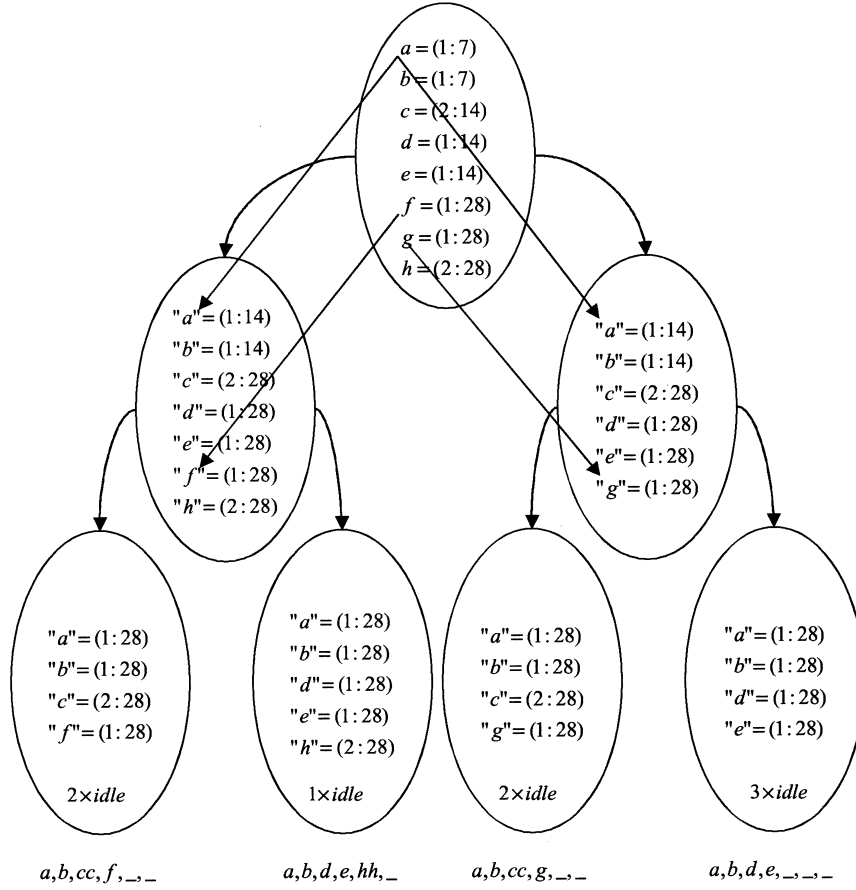 a = (1:7)
b = (1:7)
c = (2:14)
d = (1:14)
e = (1:14)
f = (1:28)
g = (1:28)
h = (2:28)
"a" = (1:14)
"b" = (1:14)
"c" = (2:28)
"d" = (1:28)
"e" = (1:28)
"f" = (1:28)
"h" = (2:28)
"a" = (1:14)
"b" = (1:14)
"c" = (2:28)
"d" = (1:28)
"e" = (1:28)
"g" = (1:28)
"a" = (1:28)
"b" = (1:28)
"c" = (2:28)
"f" = (1:28)
2×idle
"a" = (1:28)
"b" = (1:28)
"d" = (1:28)
"e" = (1:28)
"h" = (2:28)
1×idle
"a" = (1:28)
"b" = (1:28)
"c" = (2:28)
"g" = (1:28)
2×idle
"a" = (1:28)
"b" = (1:28)
"d" = (1:28)
"e" = (1:28)
3×idle
a,b,cc,f,_,_
a,b,d,e,hh,_
a,b,cc,g,_,_
a,b,d,e,_,_,_